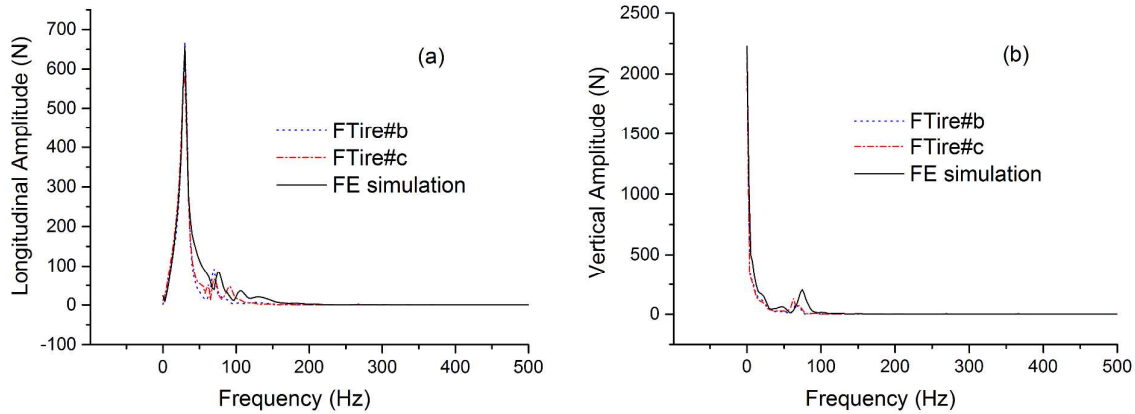 (a)
Longitudinal Amplitude (N)
700
600
500
400
300
200
100
0
-100
FTire#b
FTire#c
FE simulation
0 100 200 300 400 500
Frequency (Hz)
(b)
Vertical Amplitude (N)
2500
2000
1500
1000
500
0
FTire#b
FTire#c
FE simulation
0 100 200 300 400 500
Frequency (Hz)